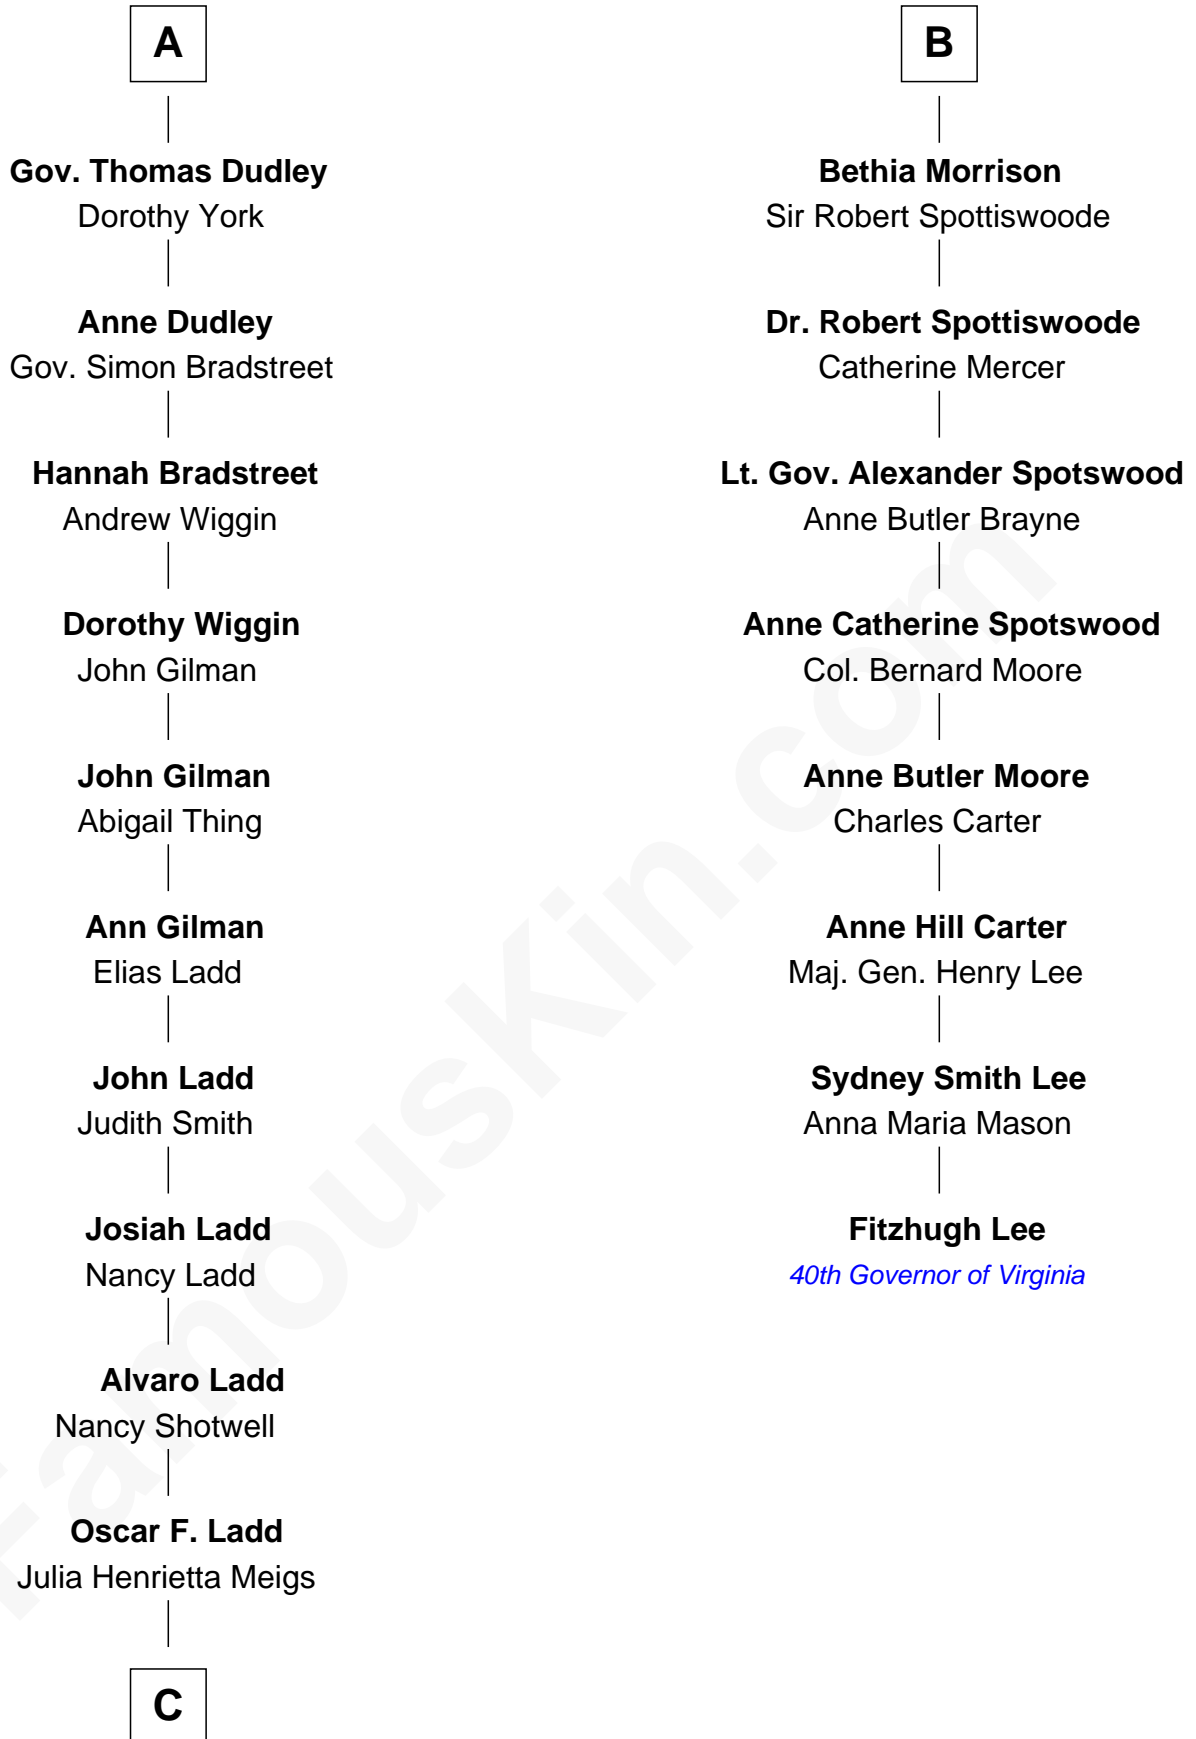 A
Gov. Thomas Dudley
Dorothy York
Anne Dudley
Gov. Simon Bradstreet
Hannah Bradstreet
Andrew Wiggin
Dorothy Wiggin
John Gilman
John Gilman
Abigail Thing
Ann Gilman
Elias Ladd
John Ladd
Judith Smith
Josiah Ladd
Nancy Ladd
Alvaro Ladd
Nancy Shotwell
Oscar F. Ladd
Julia Henrietta Meigs
C
B
Bethia Morrison
Sir Robert Spottiswoode
Dr. Robert Spottiswoode
Catherine Mercer
Lt. Gov. Alexander Spotswood
Anne Butler Brayne
Anne Catherine Spotswood
Col. Bernard Moore
Anne Butler Moore
Charles Carter
Anne Hill Carter
Maj. Gen. Henry Lee
Sydney Smith Lee
Anna Maria Mason
Fitzhugh Lee
40th Governor of Virginia
FamousKin.com